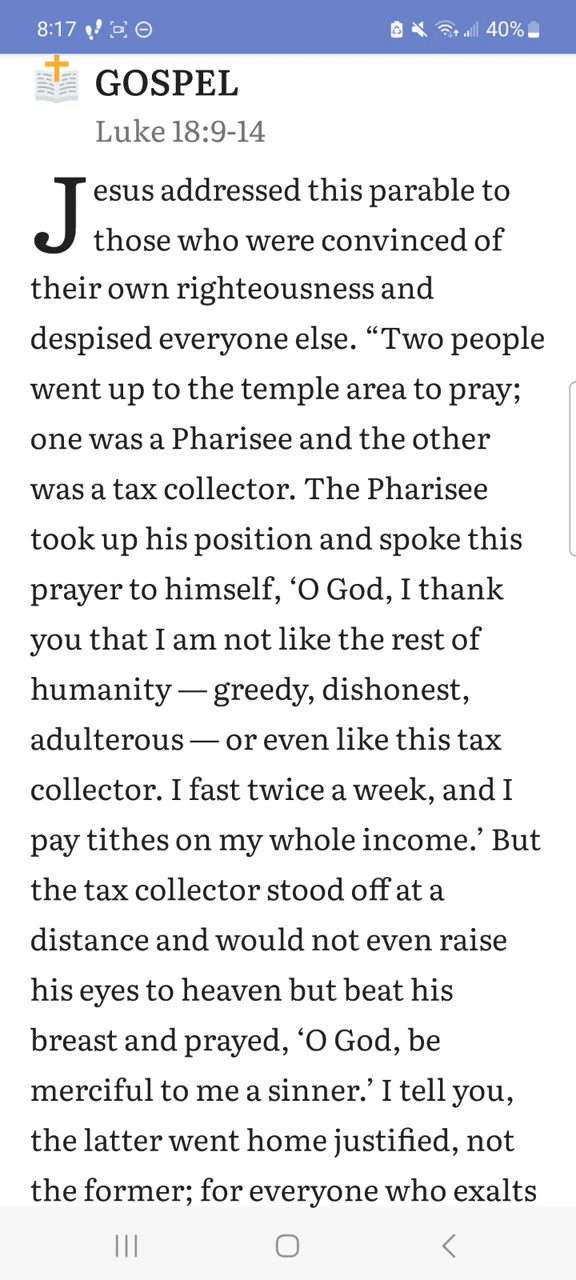 8:17
40%
GOSPEL
Luke 18:9-14
Jesus addressed this parable to
those who were convinced of
their own righteousness and
despised everyone else. “Two people
went up to the temple area to pray;
one was a Pharisee and the other
was a tax collector. The Pharisee
took up his position and spoke this
prayer to himself, ‘O God, I thank
you that I am not like the rest of
humanity — greedy, dishonest,
adulterous — or even like this tax
collector. I fast twice a week, and I
pay tithes on my whole income.’ But
the tax collector stood off at a
distance and would not even raise
his eyes to heaven but beat his
breast and prayed, ‘O God, be
merciful to me a sinner.’ I tell you,
the latter went home justified, not
the former; for everyone who exalts